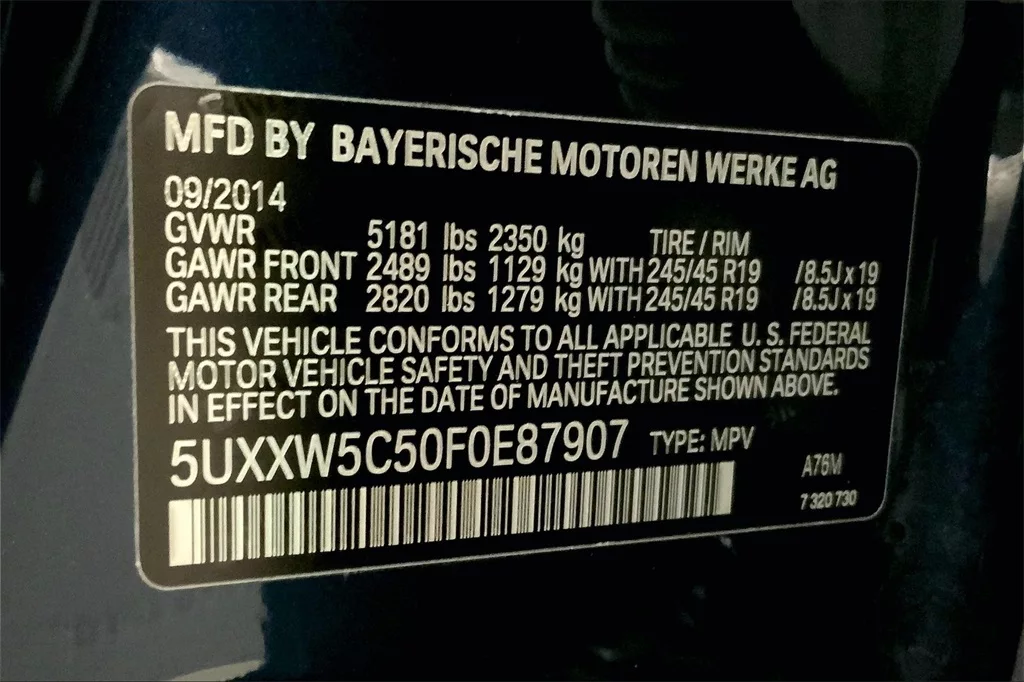 MFD BY BAYERISCHE MOTOREN WERKE AG
09/2014
GVWR 5181 lbs 2350 kg TIRE / RIM
GAWR FRONT 2489 lbs 1129 kg WITH 245/45 R19 /8.5J x 19
GAWR REAR 2820 lbs 1279 kg WITH 245/45 R19 /8.5J x 19
THIS VEHICLE CONFORMS TO ALL APPLICABLE U. S. FEDERAL
MOTOR VEHICLE SAFETY AND THEFT PREVENTION STANDARDS
IN EFFECT ON THE DATE OF MANUFACTURE SHOWN ABOVE.
5UXXW5C50F0E87907 TYPE: MPV
A76M
7 320 730